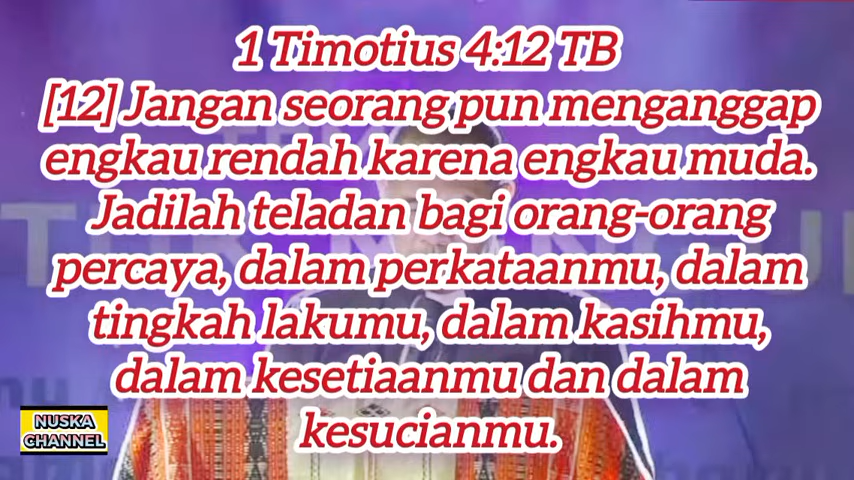 1 Timotius 4:12 TB
[12] Jangan seorang pun menganggap
engkau rendah karena engkau muda.
Jadilah teladan bagi orang-orang
percaya, dalam perkataanmu, dalam
tingkah lakumu, dalam kasihmu,
dalam kesetiaanmu dan dalam
kesucianmu.
NUSKA
CHANNEL